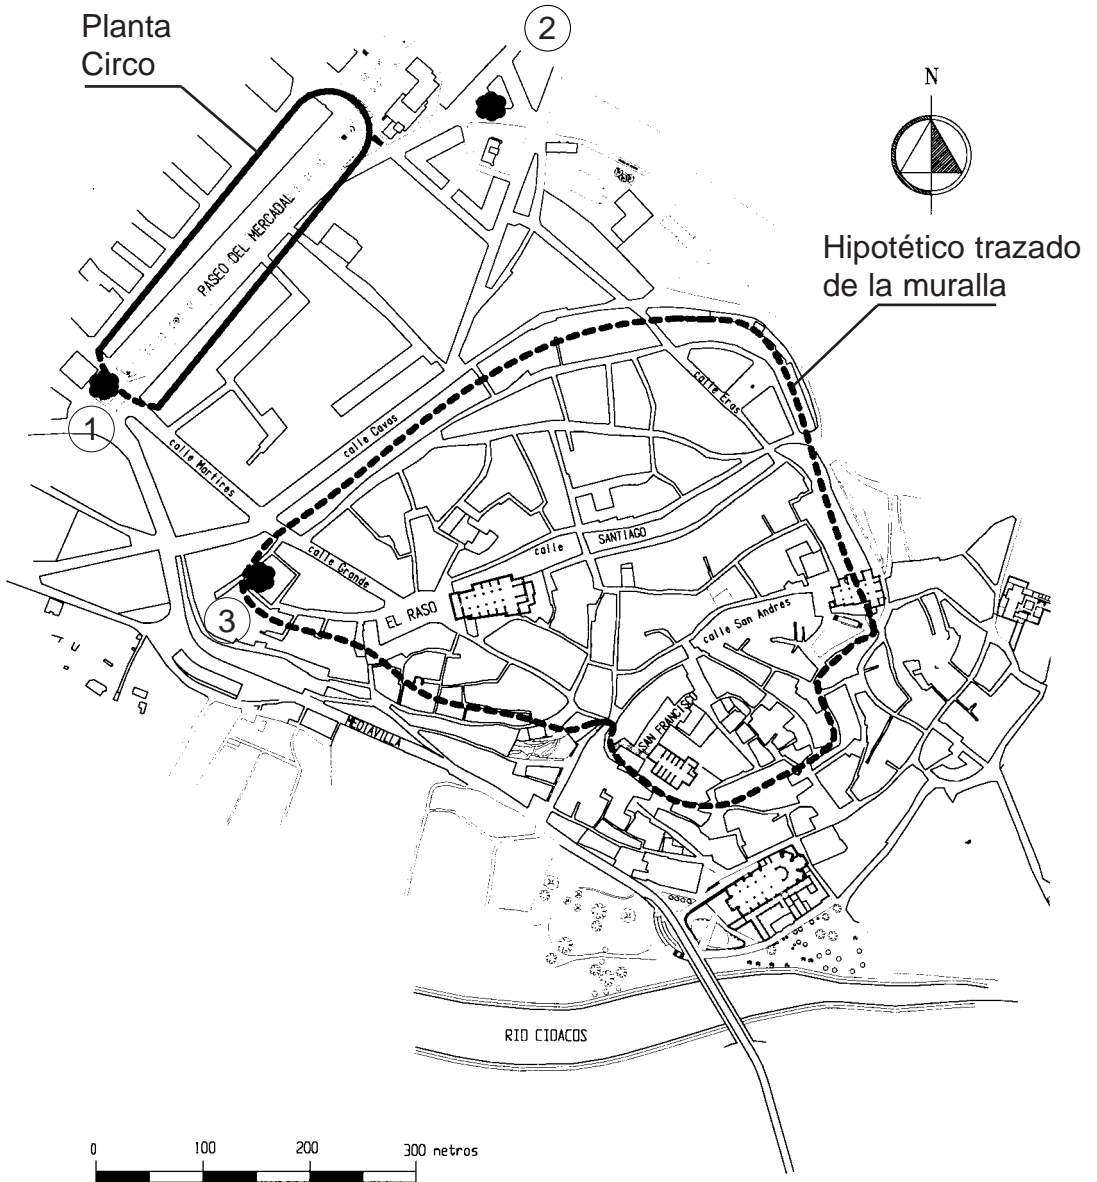 Planta
Circo
2
N
Hipotético trazado
de la muralla
PASEO DEL MERCADAL
1
calle Martires
calle Cavas
calle Eras
calle Grande
calle
SANTIAGO
EL RASO
3
calle San Andres
SAN FRANCISCO
MEDIAVILLA
RIO CIDACOS
0 100 200 300 metros